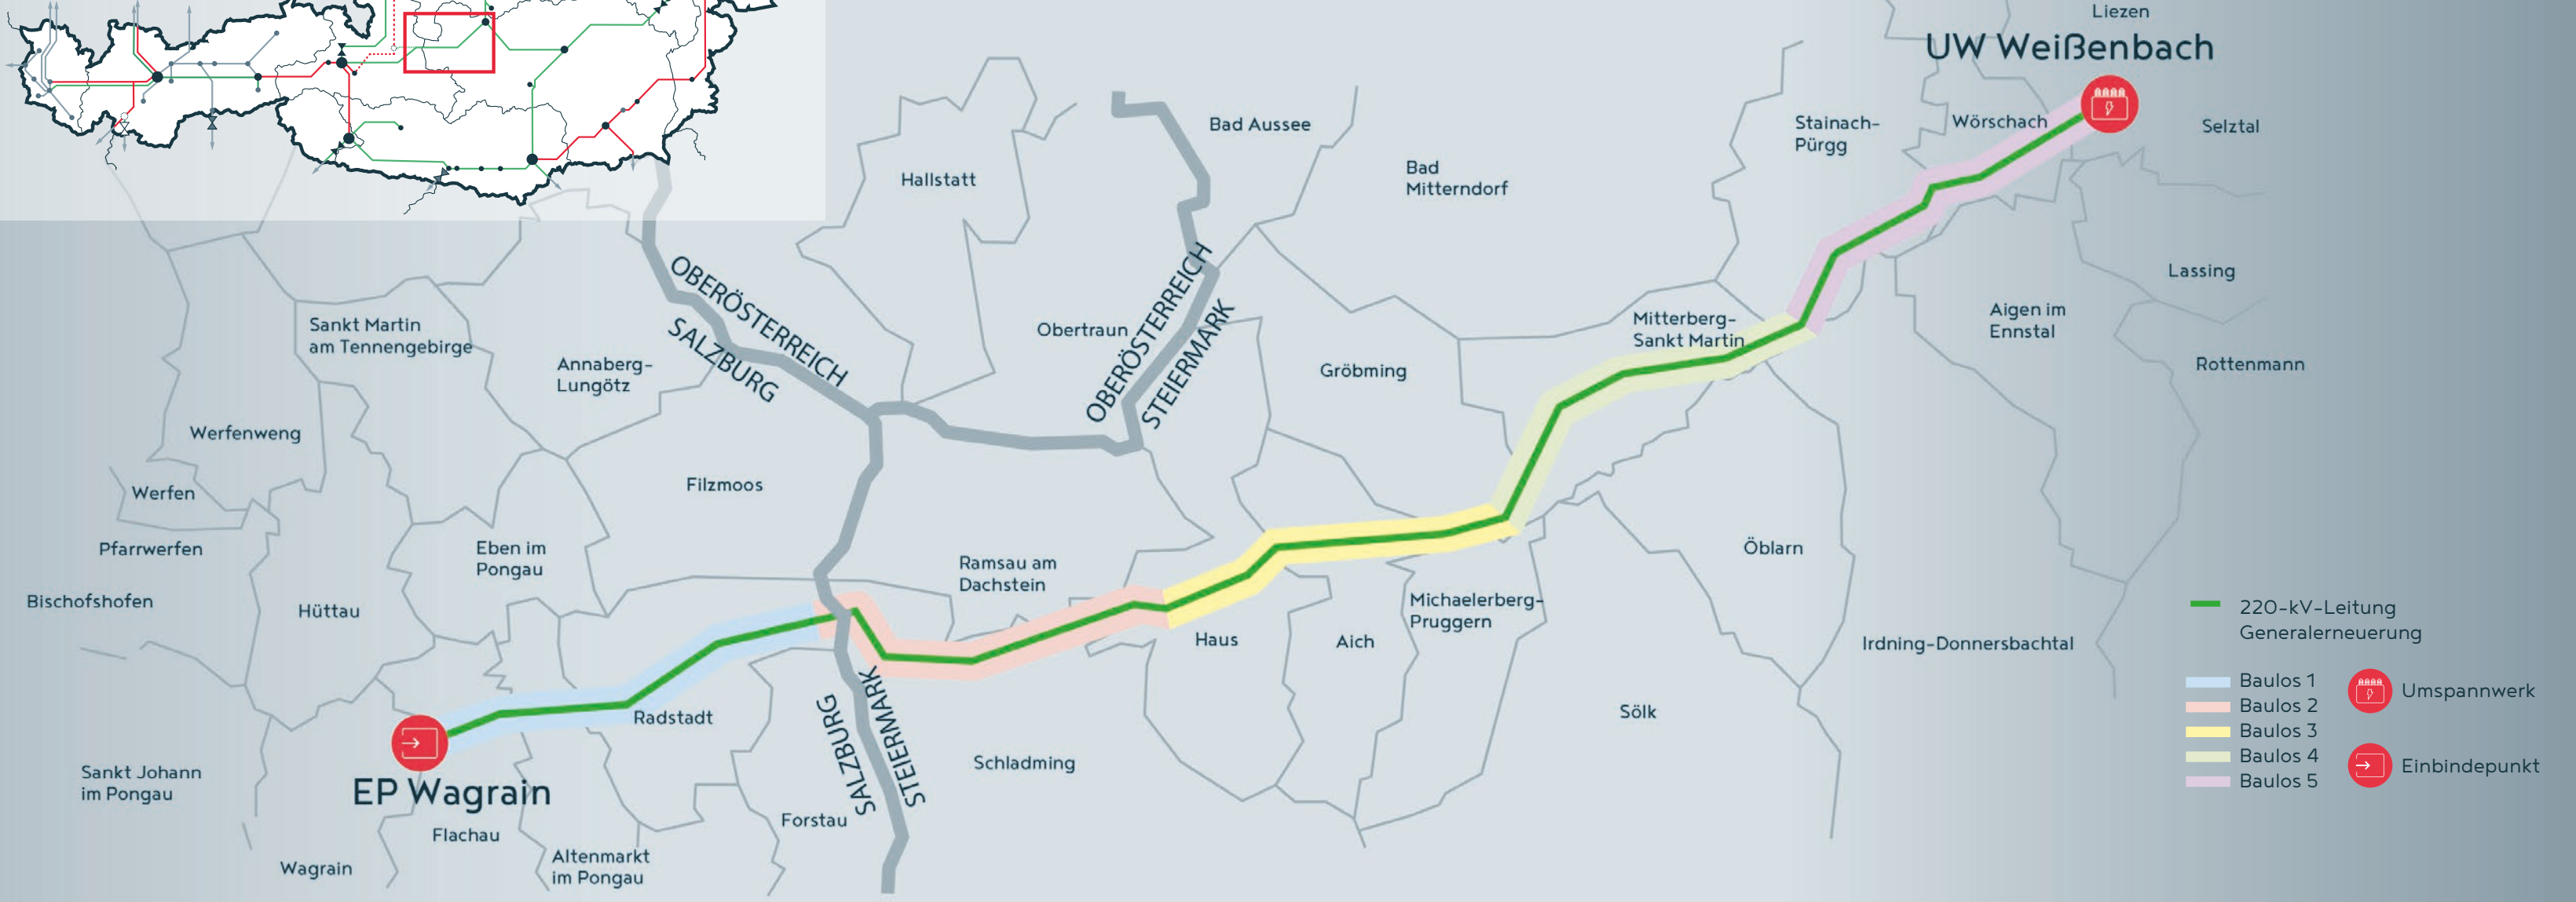 Liezen
UW Weißenbach
Bad Aussee
Stainach-
Pürgg
Wörschach
Selztal
Hallstatt
Bad
Mitterndorf
OBERÖSTERREICH
SALZBURG
OBERÖSTERREICH
STEIERMARK
Lassing
Sankt Martin
am Tennengebirge
Obertraun
Mitterberg-
Sankt Martin
Aigen im
Ennstal
Annaberg-
Lungötz
Gröbming
Rottenmann
Werfenweng
Werfen
Filzmoos
Pfarrwerfen
Eben im
Pongau
Ramsau am
Dachstein
Öblarn
Bischofshofen
Hüttau
Michaelerberg-
Pruggern
Haus
Aich
Irdning-Donnersbachtal
Radstadt
SALZBURG
STEIERMARK
Sölk
Schladming
Sankt Johann
im Pongau
EP Wagrain
Flachau
Forstau
Wagrain
Altenmarkt
im Pongau
220-kV-Leitung
Generalerneuerung
Baulos 1
Baulos 2
Baulos 3
Baulos 4
Baulos 5
Umspannwerk
Einbindepunkt